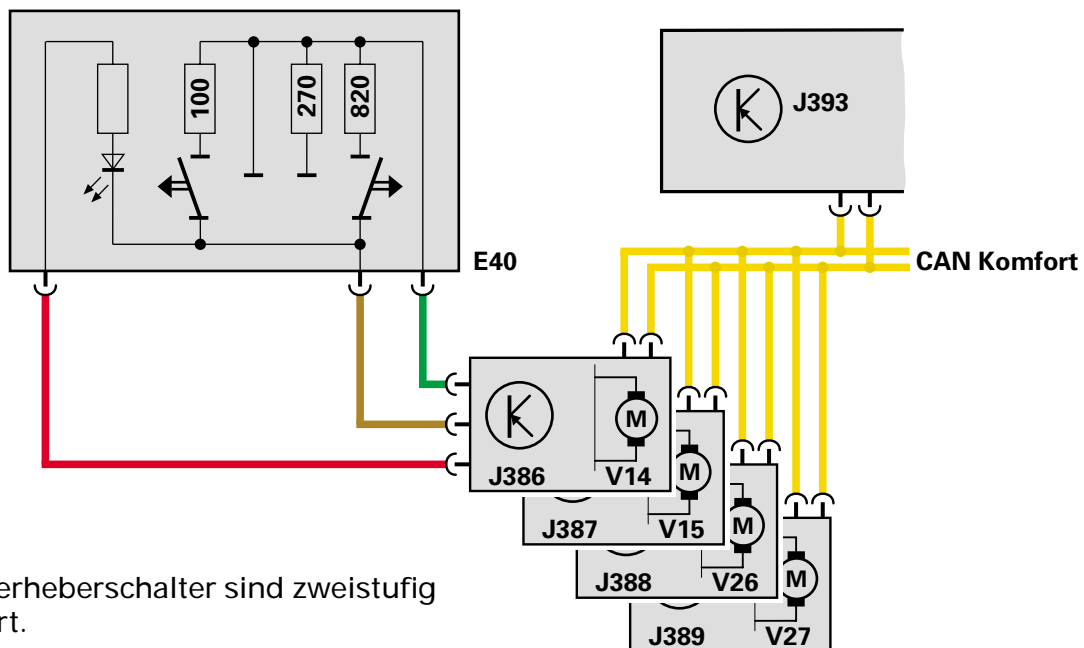 100
270
820
J393
E40
CAN Komfort
M
J386 V14
M
J387 V15
M
J388 V26
M
J389 V27
erheberschalter sind zweistufig
rt.